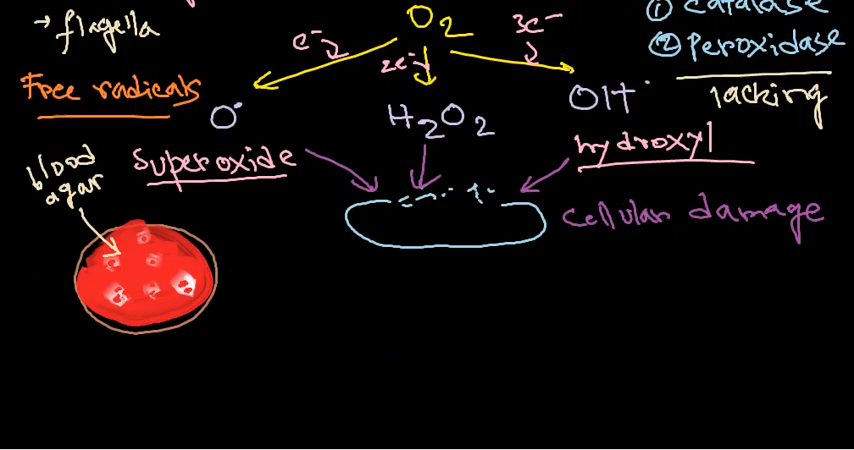 → flagella
O2
① Catalase
② Peroxidase
lacking
e-
2e-
3e-
Free radicals
O•
H2O2
OH•
Superoxide
hydroxyl
blood
agar
cellular damage